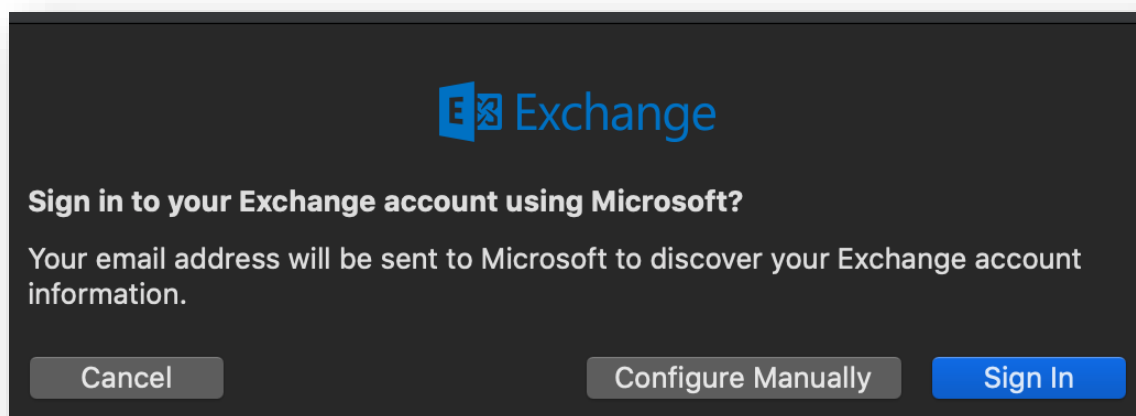 Exchange
Sign in to your Exchange account using Microsoft?
Your email address will be sent to Microsoft to discover your Exchange account
information.
Cancel
Configure Manually
Sign In